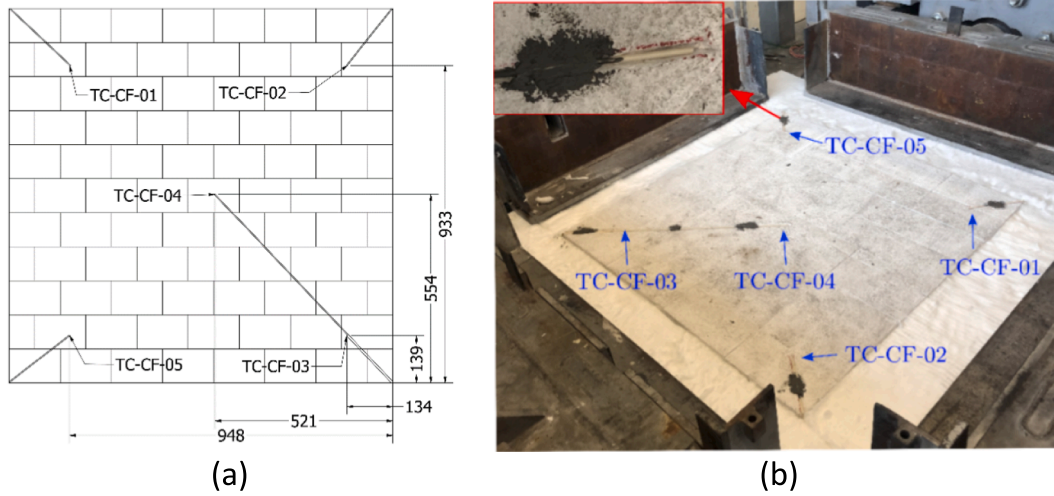 TC-CF-01
TC-CF-02
TC-CF-04
933
554
TC-CF-05
TC-CF-03
139
134
521
948
(a)
TC-CF-05
TC-CF-03
TC-CF-04
TC-CF-01
TC-CF-02
(b)